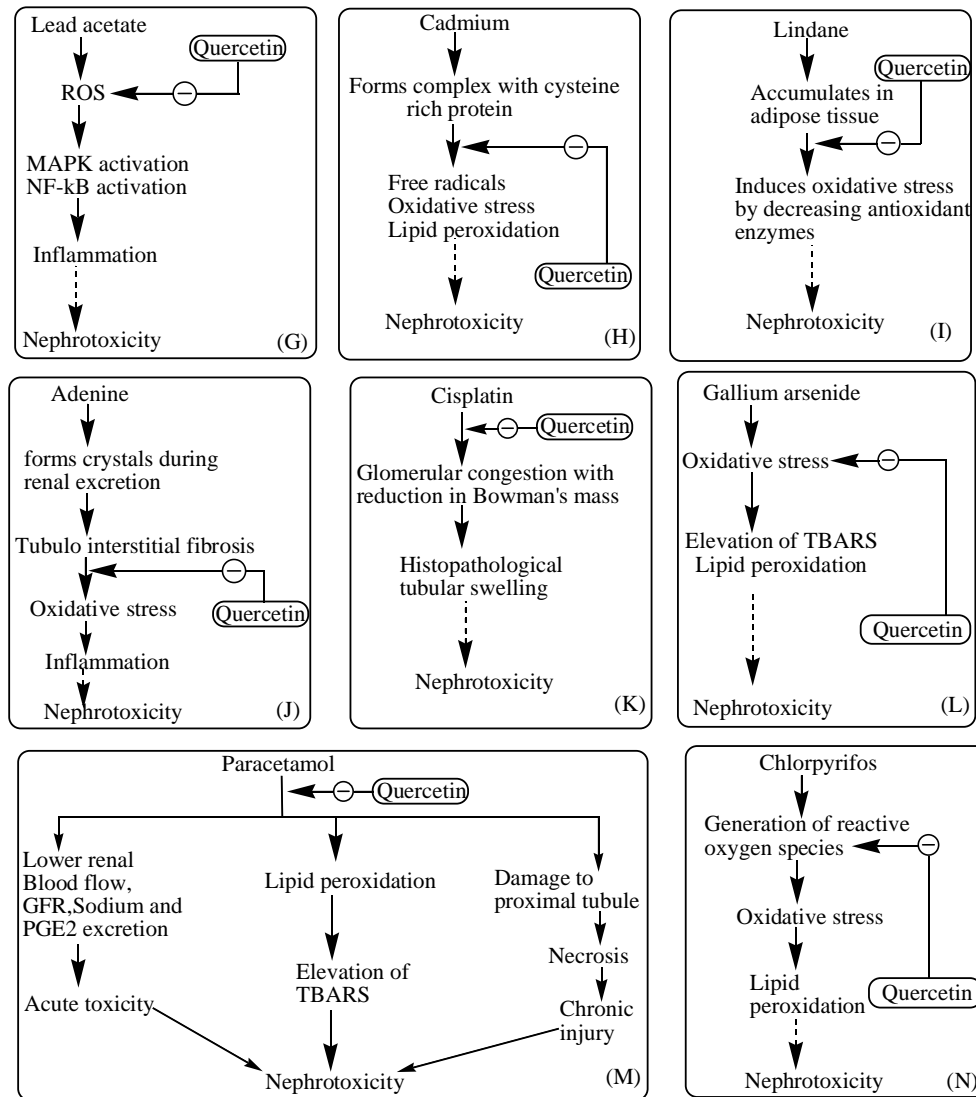 Lead acetate
Quercetin
ROS
−
MAPK activation
NF-kB activation
Inflammation
Nephrotoxicity
(G)
Cadmium
Forms complex with cysteine
rich protein
−
Free radicals
Oxidative stress
Lipid peroxidation
Quercetin
Nephrotoxicity
(H)
Lindane
Quercetin
Accumulates in
adipose tissue
−
Induces oxidative stress
by decreasing antioxidant
enzymes
Nephrotoxicity
(I)
Adenine
forms crystals during
renal excretion
Tubulo interstitial fibrosis
−
Oxidative stress
Quercetin
Inflammation
Nephrotoxicity
(J)
Cisplatin
−
Quercetin
Glomerular congestion with
reduction in Bowman's mass
Histopathological
tubular swelling
Nephrotoxicity
(K)
Gallium arsenide
Oxidative stress
−
Elevation of TBARS
Lipid peroxidation
Quercetin
Nephrotoxicity
(L)
Paracetamol
−
Quercetin
Lower renal
Blood flow,
GFR,Sodium and
PGE2 excretion
Acute toxicity
Lipid peroxidation
Elevation of
TBARS
Damage to
proximal tubule
Necrosis
Chronic
injury
Nephrotoxicity
(M)
Chlorpyrifos
Generation of reactive
oxygen species
−
Oxidative stress
Lipid
peroxidation
Quercetin
Nephrotoxicity
(N)